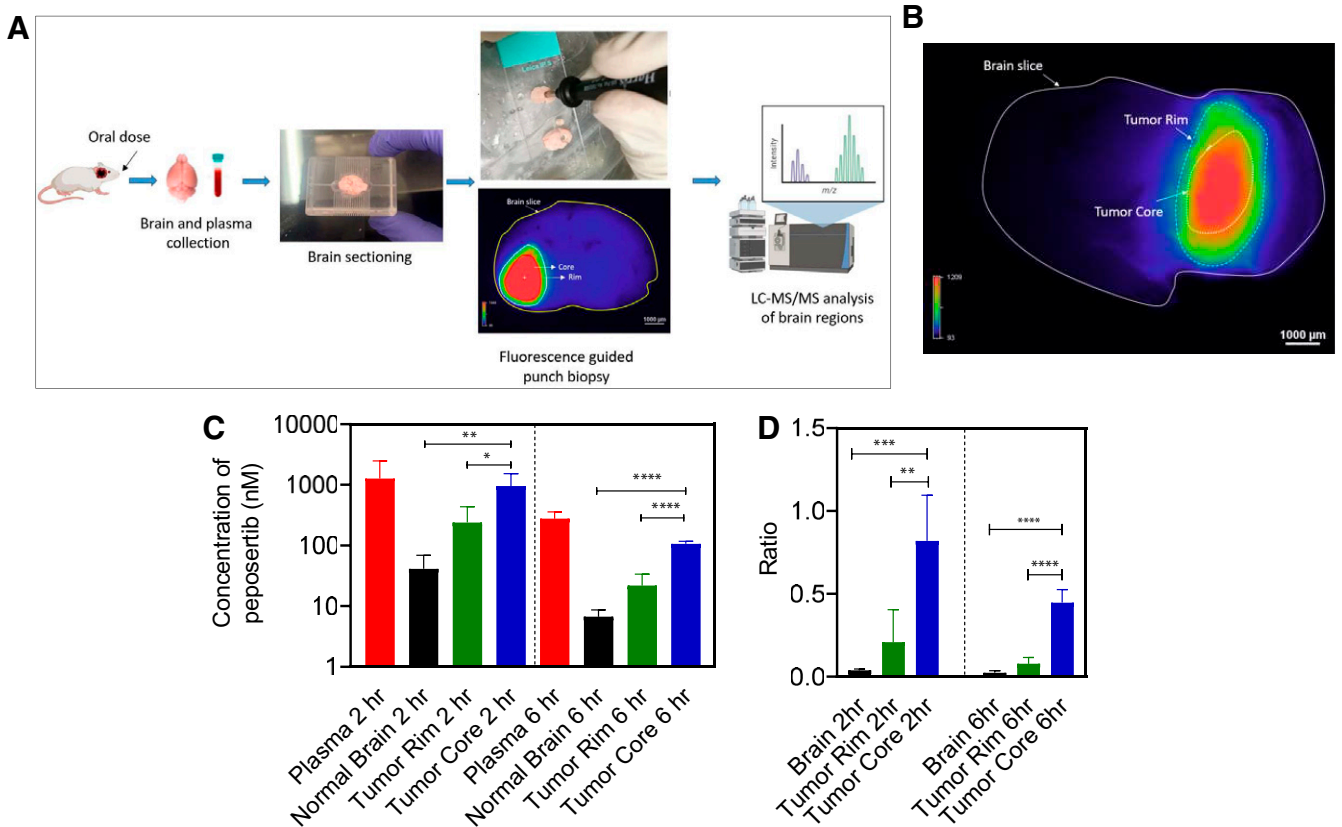 A
Oral dose
Brain and plasma
collection
Brain sectioning
Brain slice
Core
Rim
1000 µm
Fluorescence guided
punch biopsy
Intensity
m/z
LC-MS/MS analysis
of brain regions
B
Brain slice
Tumor Rim
Tumor Core
1209
93
1000 µm
C
Concentration of
peposertib (nM)
10000
1000
100
10
1
**
*
****
****
Plasma 2 hr
Normal Brain 2 hr
Tumor Rim 2 hr
Tumor Core 2 hr
Plasma 6 hr
Normal Brain 6 hr
Tumor Rim 6 hr
Tumor Core 6 hr
D
Ratio
1.5
1.0
0.5
0.0
***
**
****
****
Brain 2hr
Tumor Rim 2hr
Tumor Core 2hr
Brain 6hr
Tumor Rim 6hr
Tumor Core 6hr